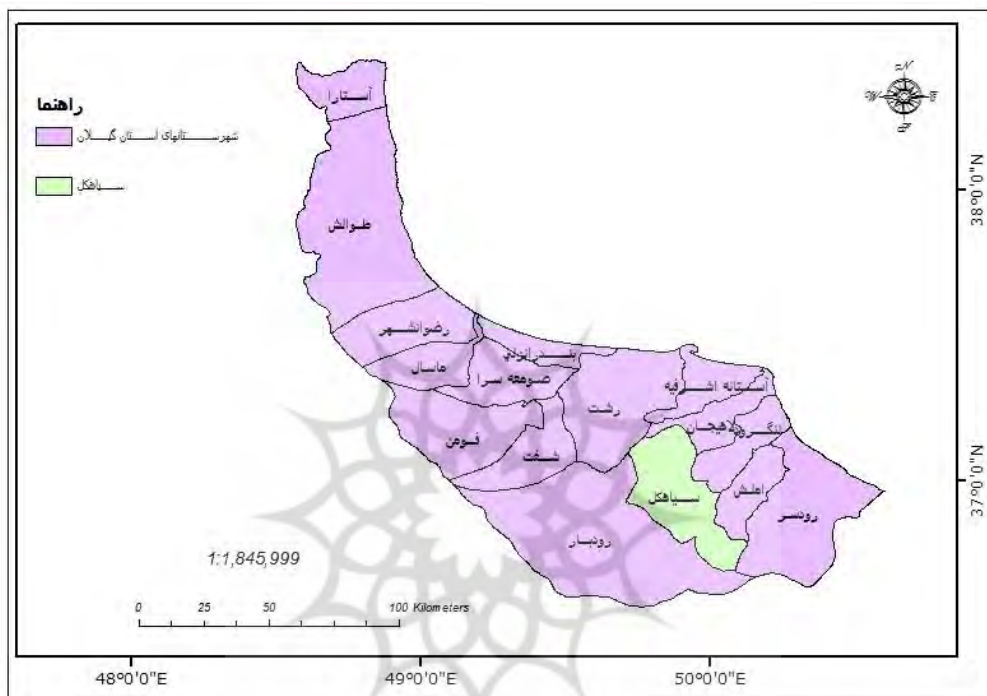 راهنما
شهرستانهای استان گیلان
سیاهکل
N
W
E
S
آستارا
طوالش
رضوانشهر
ماسال
بندرانزلی
صومعه سرا
فومن
شفت
رشت
آستانه اشرفیه
لاهیجان
لنگرود
سیاهکل
املش
رودسر
رودبار
1:1,845,999
0 25 50 100 Kilometers
38°0'0"N
37°0'0"N
48°0'0"E 49°0'0"E 50°0'0"E